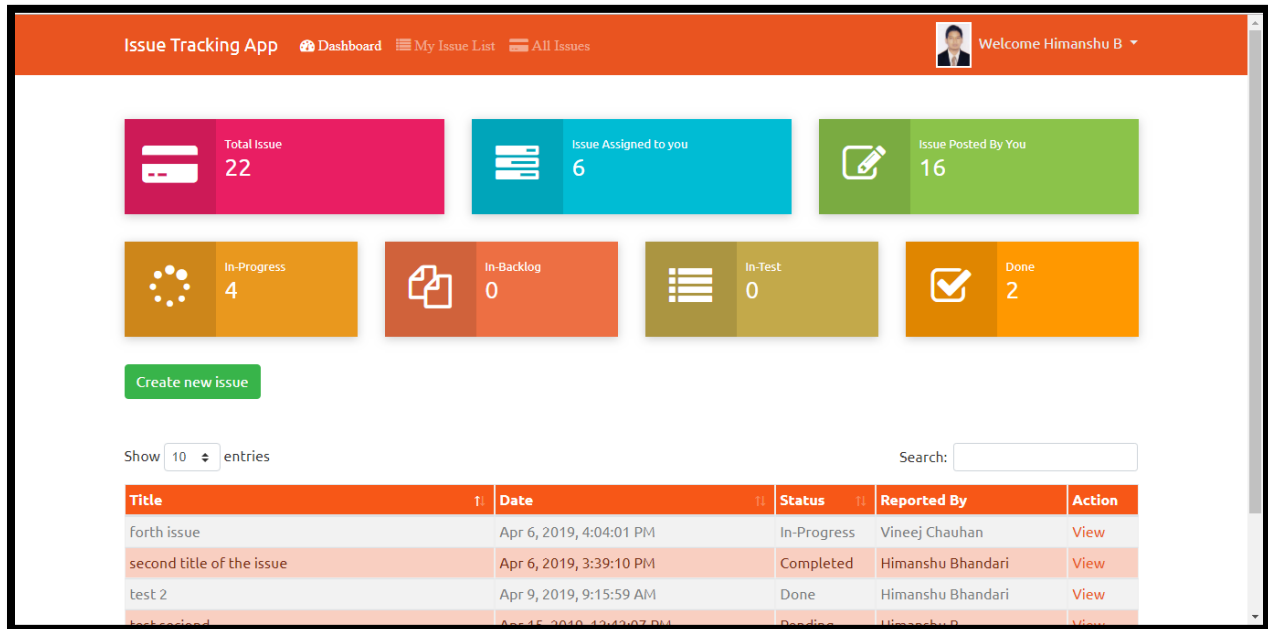 Issue Tracking App Dashboard My Issue List All Issues Welcome Himanshu B
Total Issue
22
Issue Assigned to you
6
Issue Posted By You
16
In-Progress
4
In-Backlog
0
In-Test
0
Done
2
Create new issue
Show 10 entries Search:
Title Date Status Reported By Action
forth issue Apr 6, 2019, 4:04:01 PM In-Progress Vineej Chauhan View
second title of the issue Apr 6, 2019, 3:39:10 PM Completed Himanshu Bhandari View
test 2 Apr 9, 2019, 9:15:59 AM Done Himanshu Bhandari View
Pending Himanshu B View